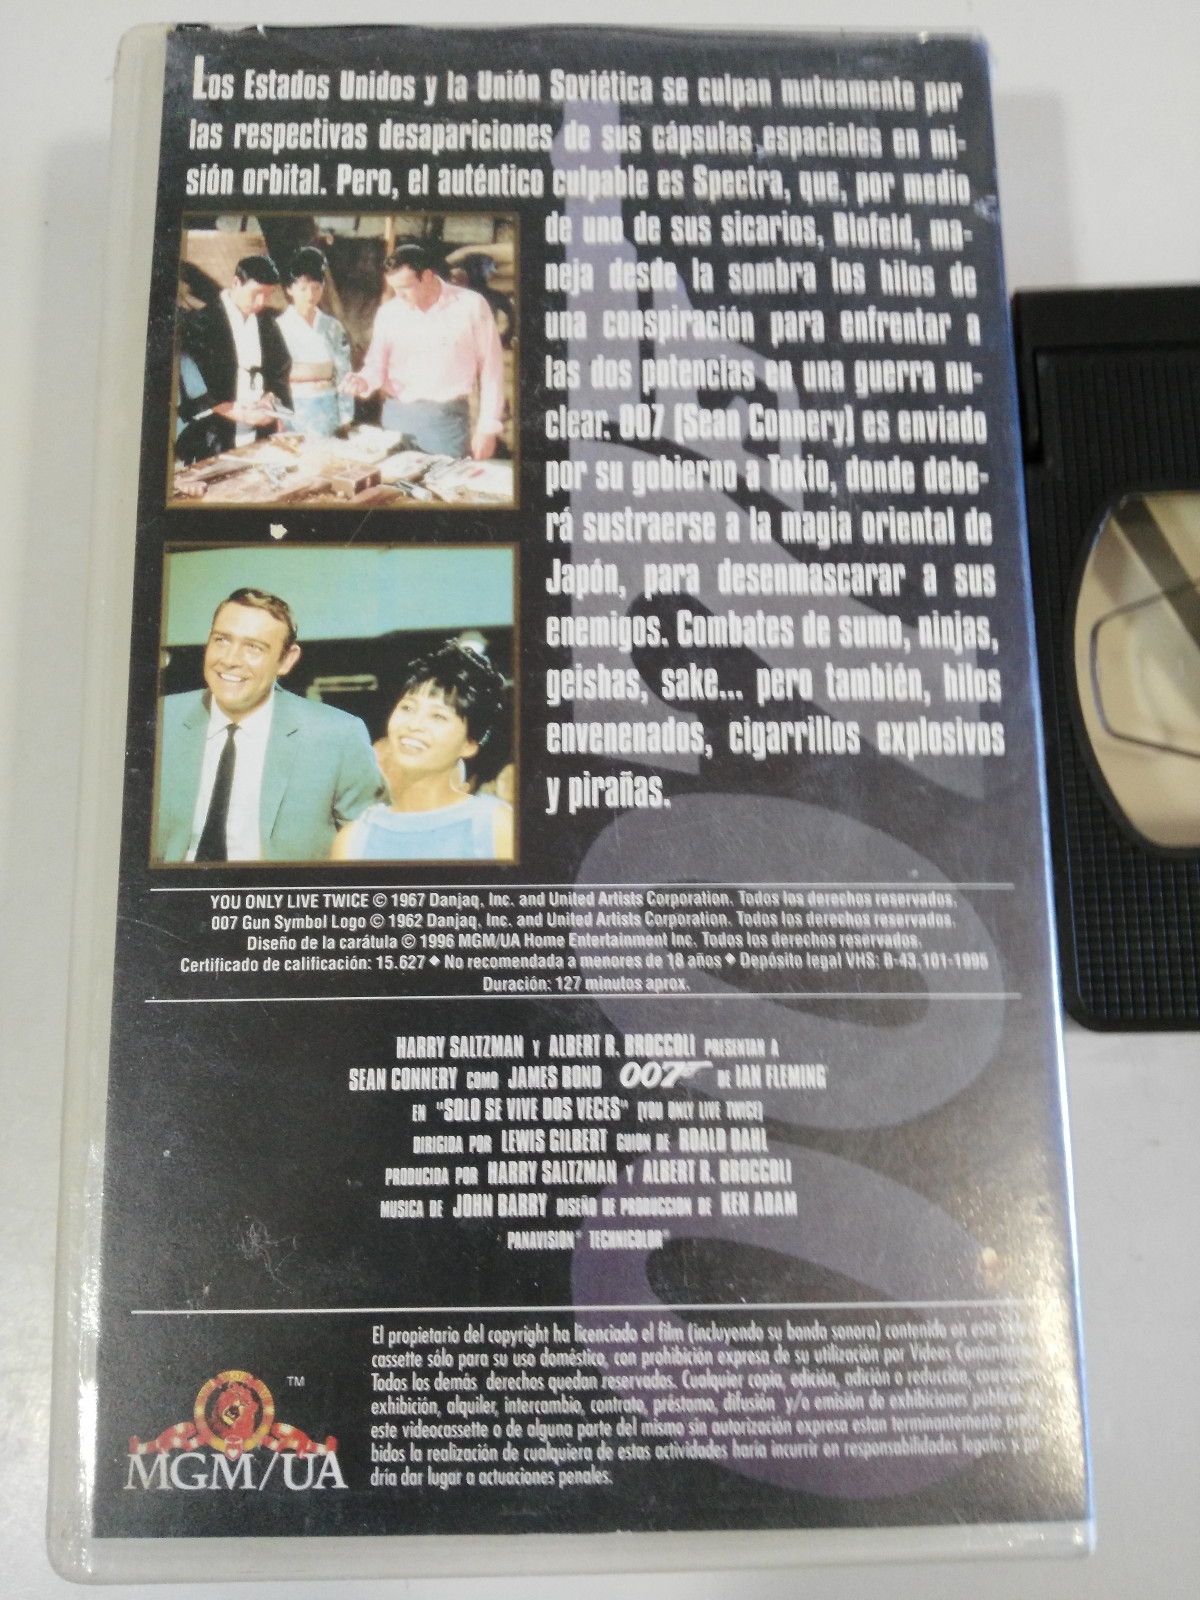 Los Estados Unidos y la Unión Soviética se culpan mutuamente por
las respectivas desapariciones de sus cápsulas espaciales en mi-
sión orbital. Pero, el auténtico culpable es Spectra, que, por medio
de uno de sus sicarios, Blofeld, ma-
neja desde la sombra los hilos de
una conspiración para enfrentar a
las dos potencias en una guerra nu-
clear. 007 (Sean Connery) es enviado
por su gobierno a Tokio, donde debe-
rá sustraerse a la magia oriental de
Japón, para desenmascarar a sus
enemigos. Combates de sumo, ninjas,
geishas, sake... pero también, hilos
envenenados, cigarrillos explosivos
y pirañas.
YOU ONLY LIVE TWICE © 1967 Danjaq, Inc. and United Artists Corporation. Todos los derechos reservados.
007 Gun Symbol Logo © 1962 Danjaq, Inc. and United Artists Corporation. Todos los derechos reservados.
Diseño de la carátula © 1996 MGM/UA Home Entertainment Inc. Todos los derechos reservados.
Certificado de calificación: 15.627 ◆ No recomendada a menores de 18 años ◆ Depósito legal VHS: B-43.101-1995
Duración: 127 minutos aprox.
HARRY SALTZMAN Y ALBERT R. BROCCOLI PRESENTAN A
SEAN CONNERY COMO JAMES BOND 007 DE IAN FLEMING
EN "SOLO SE VIVE DOS VECES" (YOU ONLY LIVE TWICE)
DIRIGIDA POR LEWIS GILBERT GUION DE ROALD DAHL
PRODUCIDA POR HARRY SALTZMAN Y ALBERT R. BROCCOLI
MUSICA DE JOHN BARRY DISEÑO DE PRODUCCION DE KEN ADAM
PANAVISION® TECHNICOLOR®
El propietario del copyright ha licenciado el film (incluyendo su banda sonora) contenido en este
cassette sólo para su uso doméstico, con prohibición expresa de su utilización por Videos
Todos los demás derechos quedan reservados. Cualquier copia, edición, adición o reducción,
exhibición, alquiler, intercambio, contrato, préstamo, difusión y/o emisión de exhibiciones
este videocassette o de alguna parte del mismo sin autorización expresa estan terminantemente
bidos la realización de cualquiera de estas actividades haria incurrir en responsabilidades legales y
dría dar lugar a actuaciones penales.
TM
MGM/UA